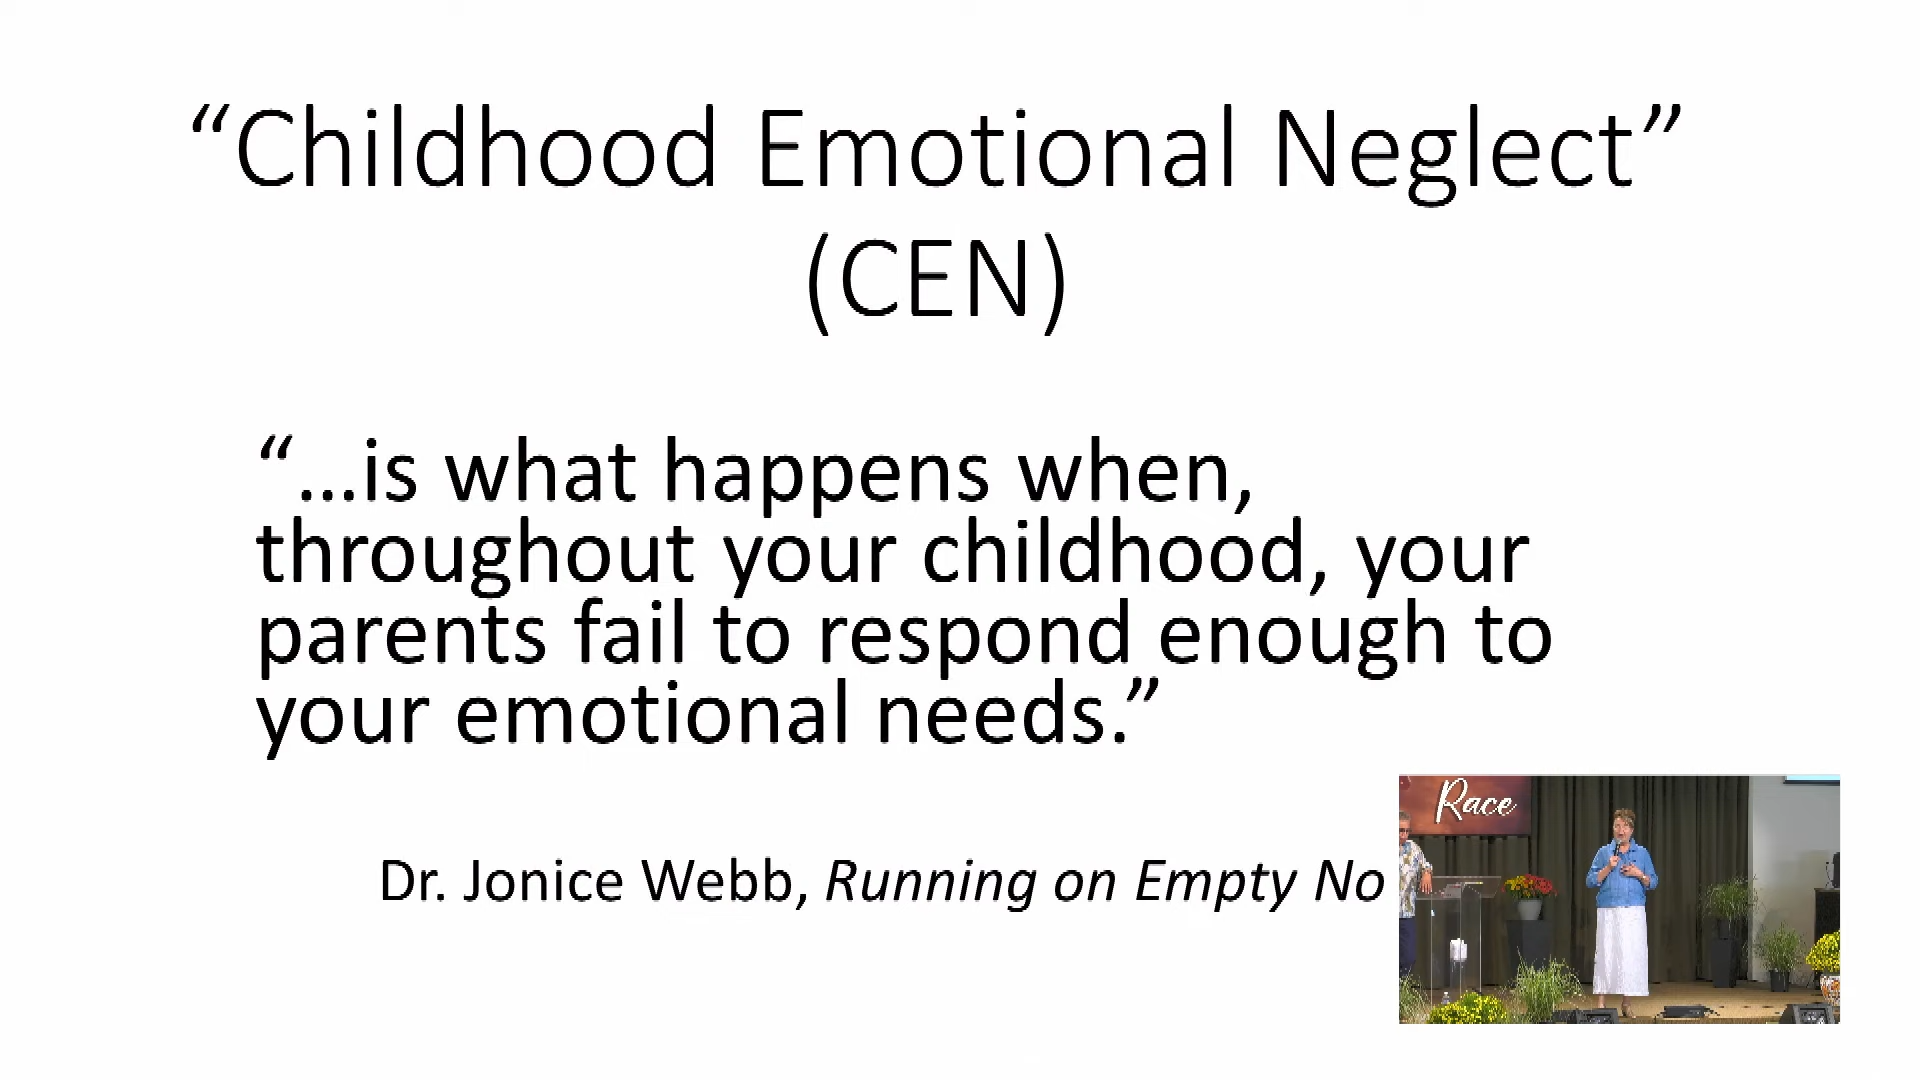 “Childhood Emotional Neglect”
(CEN)
“...is what happens when,
throughout your childhood, your
parents fail to respond enough to
your emotional needs.”
Dr. Jonice Webb, Running on Empty No
Race